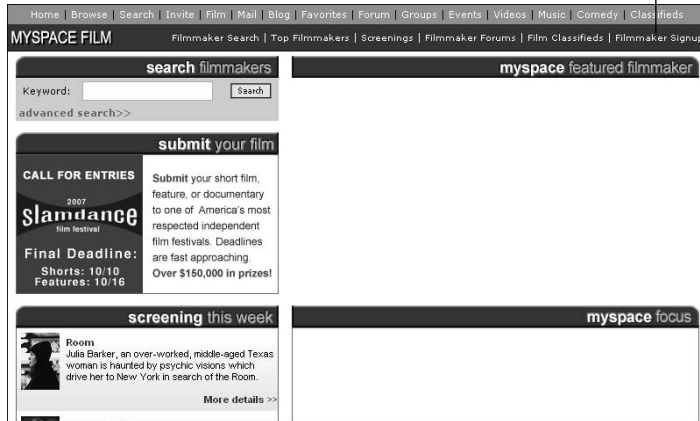 Home | Browse | Search | Invite | Film | Mail | Blog | Favorites | Forum | Groups | Events | Videos | Music | Comedy | Classifieds
MYSPACE FILM
Filmmaker Search | Top Filmmakers | Screenings | Filmmaker Forums | Film Classifieds | Filmmaker Signup
search filmmakers
Keyword:
Search
advanced search>>
submit your film
CALL FOR ENTRIES
2007
slamdance
film festival
Final Deadline:
Shorts: 10/10
Features: 10/16
Submit your short film,
feature, or documentary
to one of America's most
respected independent
film festivals. Deadlines
are fast approaching.
Over $150,000 in prizes!
screening this week
Room
Julia Barker, an over-worked, middle-aged Texas
woman is haunted by psychic visions which
drive her to New York in search of the Room.
More details >>
myspace featured filmmaker
myspace focus